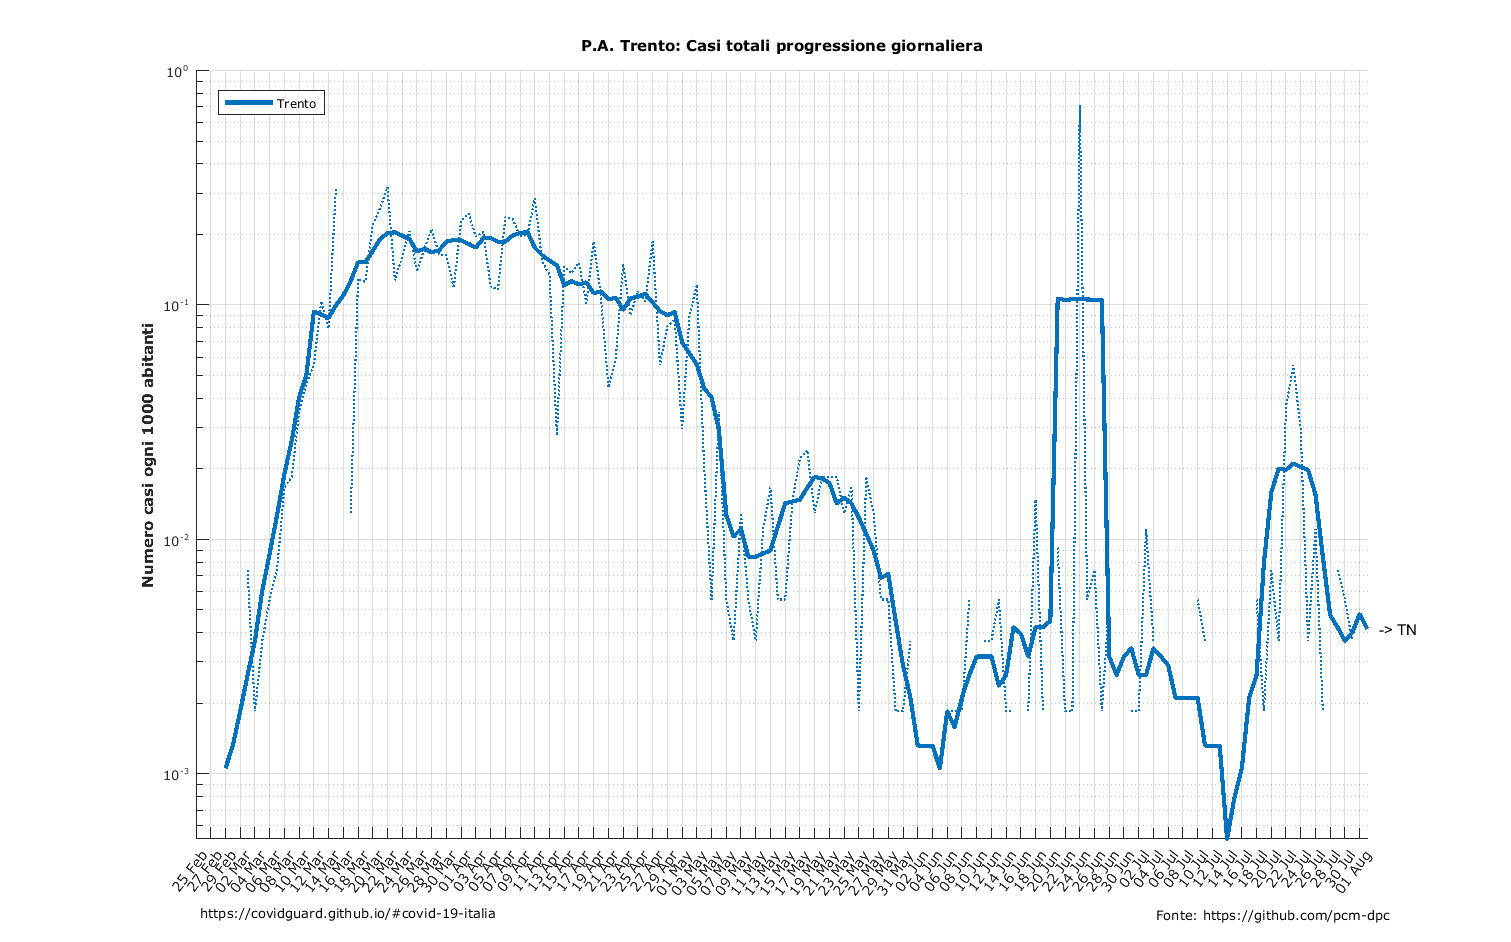 P.A. Trento: Casi totali progressione giornaliera
10⁰
Trento
10⁻¹
Numero casi ogni 1000 abitanti
10⁻²
-> TN
10⁻³
25 Feb
27 Feb
29 Feb
02 Mar
04 Mar
06 Mar
08 Mar
10 Mar
12 Mar
14 Mar
16 Mar
18 Mar
20 Mar
22 Mar
24 Mar
26 Mar
28 Mar
30 Mar
01 Apr
03 Apr
05 Apr
07 Apr
09 Apr
11 Apr
13 Apr
15 Apr
17 Apr
19 Apr
21 Apr
23 Apr
25 Apr
27 Apr
29 Apr
01 May
03 May
05 May
07 May
09 May
11 May
13 May
15 May
17 May
19 May
21 May
23 May
25 May
27 May
29 May
31 May
02 Jun
04 Jun
06 Jun
08 Jun
10 Jun
12 Jun
14 Jun
16 Jun
18 Jun
20 Jun
22 Jun
24 Jun
26 Jun
28 Jun
30 Jun
02 Jul
04 Jul
06 Jul
08 Jul
10 Jul
12 Jul
14 Jul
16 Jul
18 Jul
20 Jul
22 Jul
24 Jul
26 Jul
28 Jul
30 Jul
01 Aug
https://covidguard.github.io/#covid-19-italia
Fonte: https://github.com/pcm-dpc